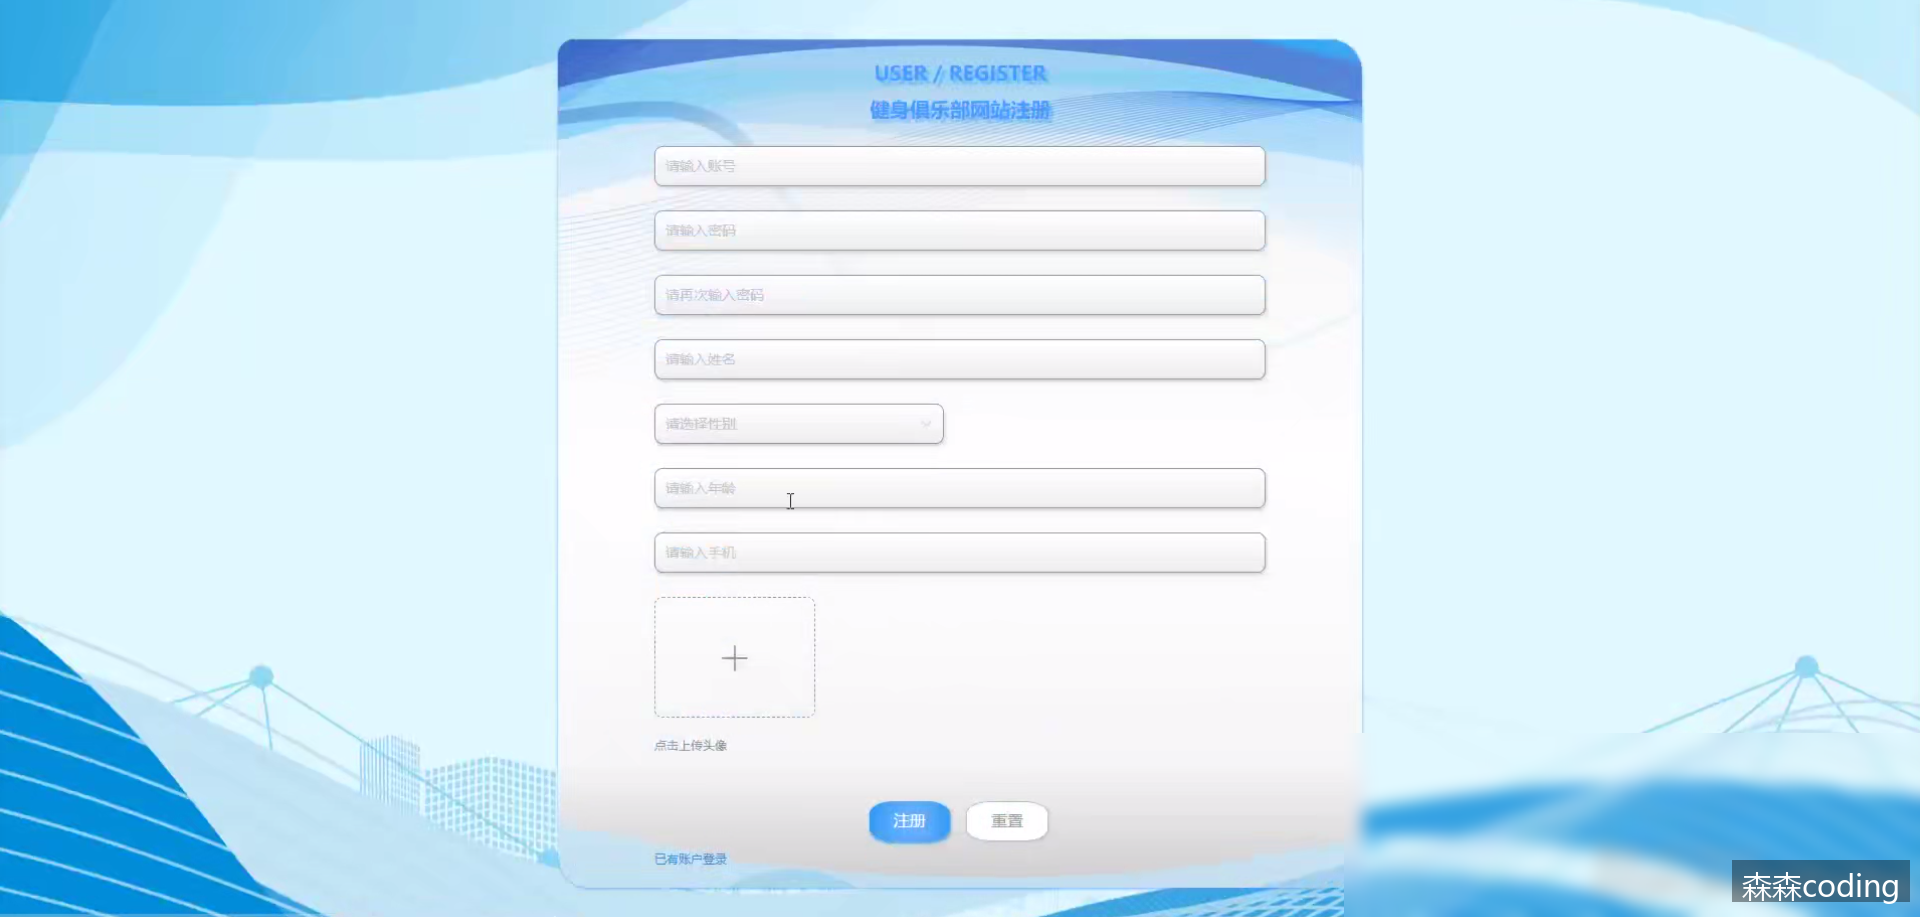 USER / REGISTER
健身俱乐部网站注册
请输入账号
请输入密码
请再次输入密码
请输入姓名
请选择性别
请输入年龄
请输入手机
点击上传头像
注册
重置
已有账户登录
森森coding